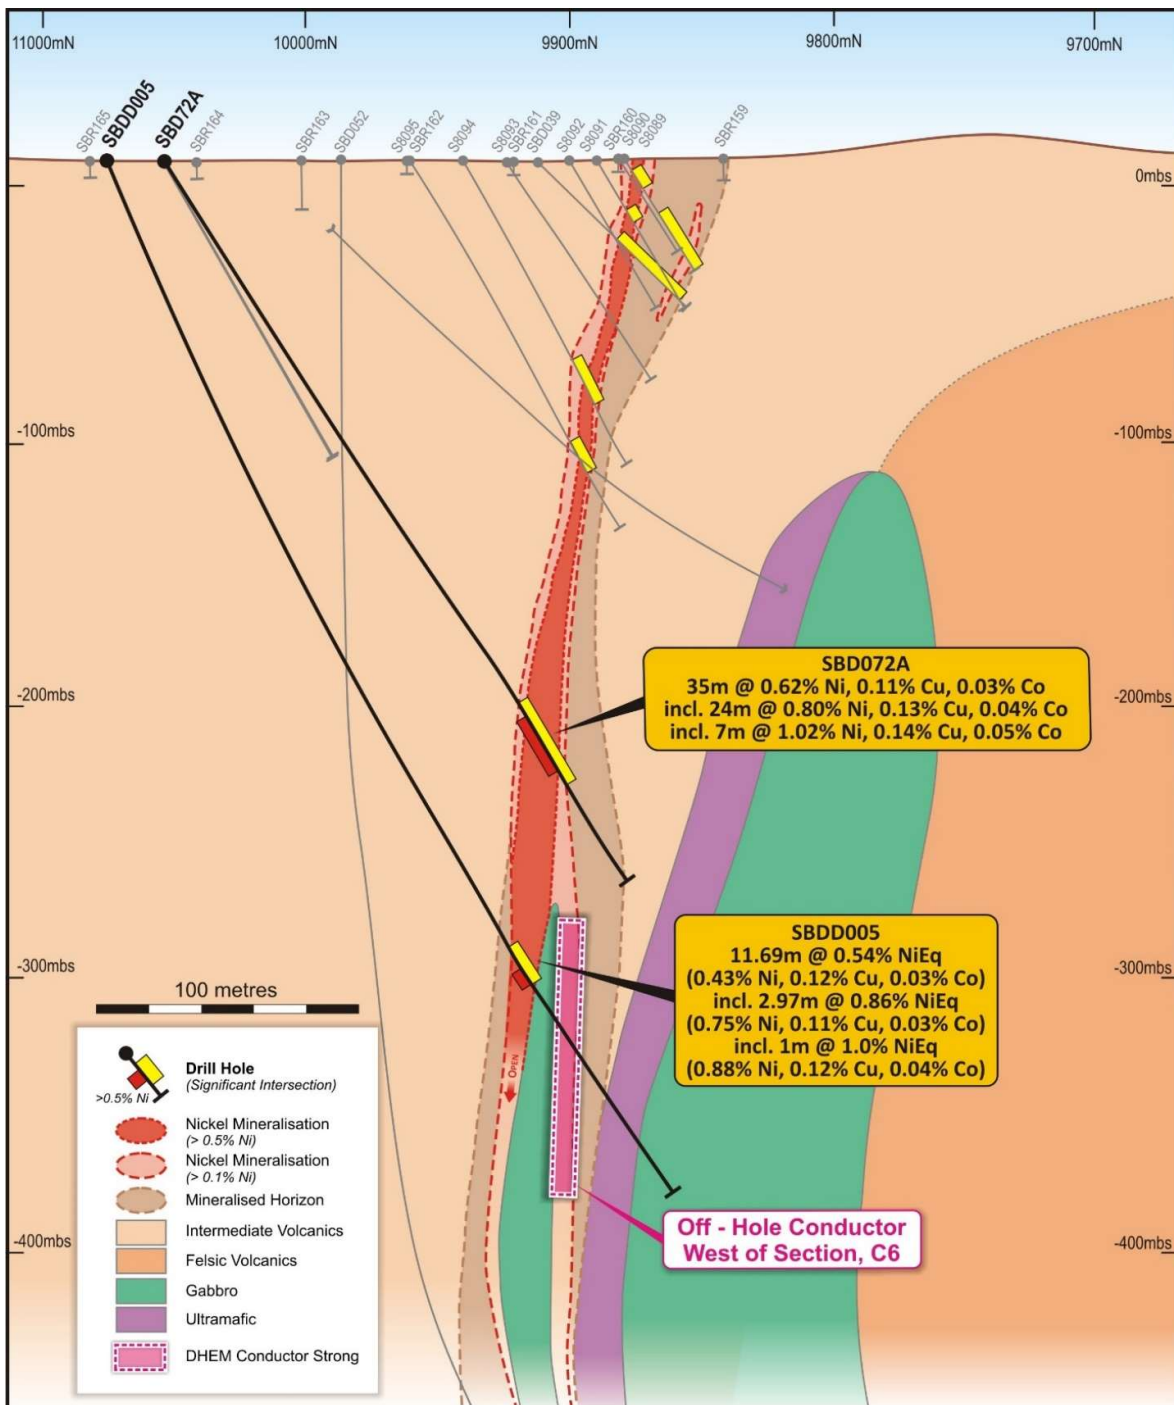 11000mN
10000mN
9900mN
9800mN
9700mN
SBR165
SBDD005
SBD72A
SBR164
SBR163
SBD052
S8095
SBR162
S8094
S8093
SBR161
SBD039
S8092
S8091
SBR160
S8090
S8089
SBR159
0mbs
-100mbs
-100mbs
SBD072A
35m @ 0.62% Ni, 0.11% Cu, 0.03% Co
incl. 24m @ 0.80% Ni, 0.13% Cu, 0.04% Co
incl. 7m @ 1.02% Ni, 0.14% Cu, 0.05% Co
-200mbs
-200mbs
SBDD005
11.69m @ 0.54% NiEq
(0.43% Ni, 0.12% Cu, 0.03% Co)
incl. 2.97m @ 0.86% NiEq
(0.75% Ni, 0.11% Cu, 0.03% Co)
incl. 1m @ 1.0% NiEq
(0.88% Ni, 0.12% Cu, 0.04% Co)
-300mbs
-300mbs
100 metres
OPEN
Drill Hole
(Significant Intersection)
>0.5% Ni
Nickel Mineralisation
(> 0.5% Ni)
Nickel Mineralisation
(> 0.1% Ni)
Mineralised Horizon
Intermediate Volcanics
Felsic Volcanics
Gabbro
Ultramafic
DHEM Conductor Strong
Off - Hole Conductor
West of Section, C6
-400mbs
-400mbs